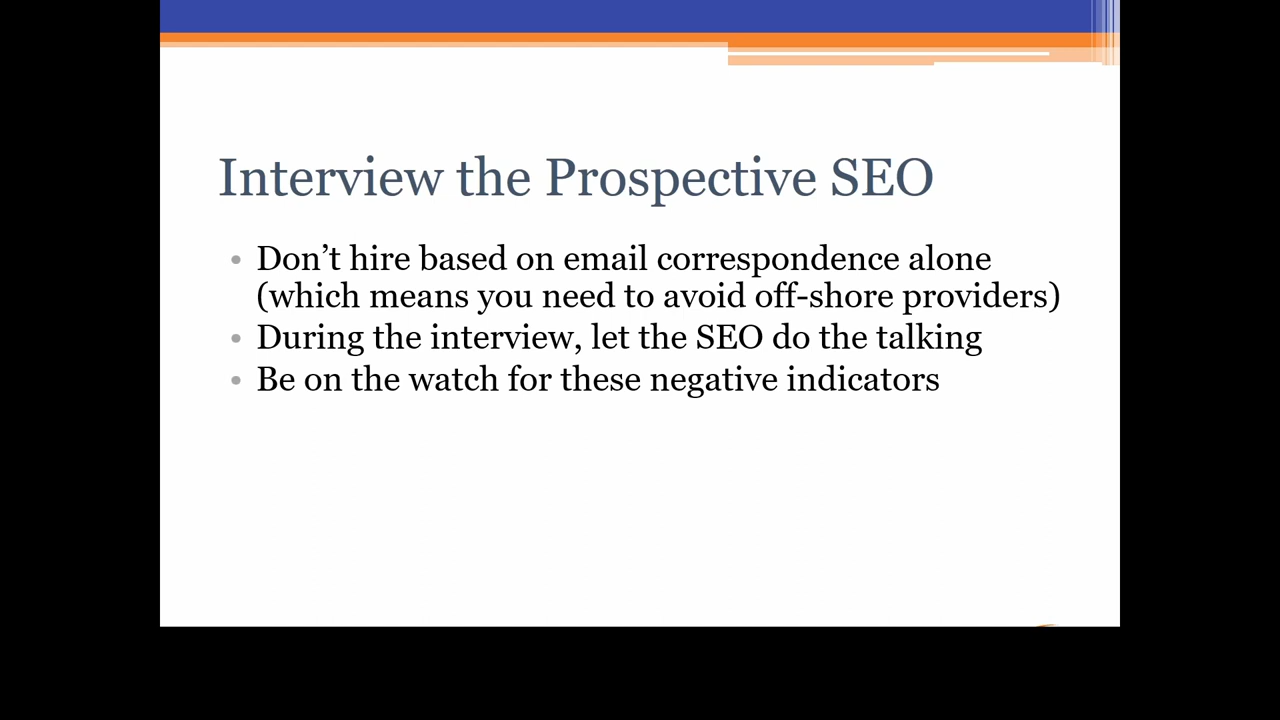 Interview the Prospective SEO
• Don’t hire based on email correspondence alone
(which means you need to avoid off-shore providers)
• During the interview, let the SEO do the talking
• Be on the watch for these negative indicators